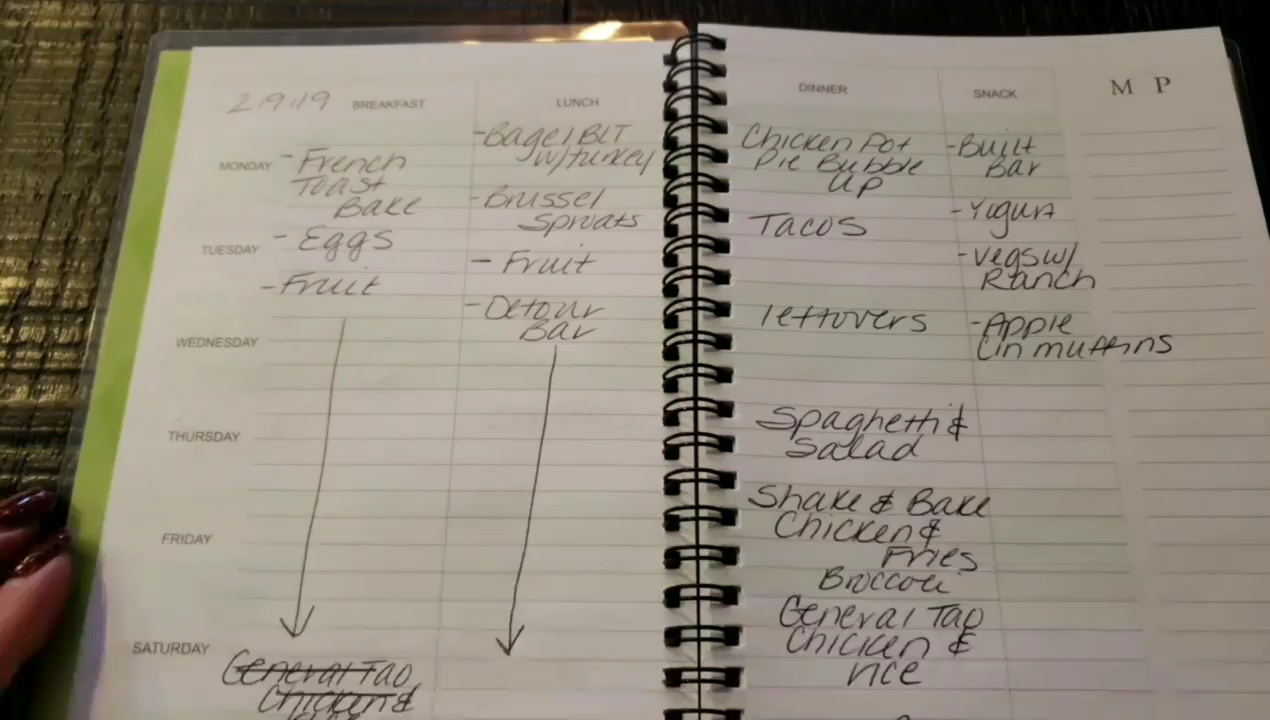 2/9/19 BREAKFAST LUNCH
MONDAY
- French
Toast
Bake
TUESDAY
- Eggs
- Fruit
WEDNESDAY
THURSDAY
FRIDAY
SATURDAY
General Tao
Chicken &
- Bagel BLT
w/turkey
- Brussel
Sprouts
- Fruit
- Detour
Bar
DINNER SNACK M P
Chicken Pot
Pie Bubble
Up
Tacos
leftovers
Spaghetti &
Salad
Shake & Bake
Chicken &
Fries
Broccoli
General Tao
Chicken &
rice
- Built
Bar
- Yogurt
- Vegs w/
Ranch
- Apple
Cin muffins